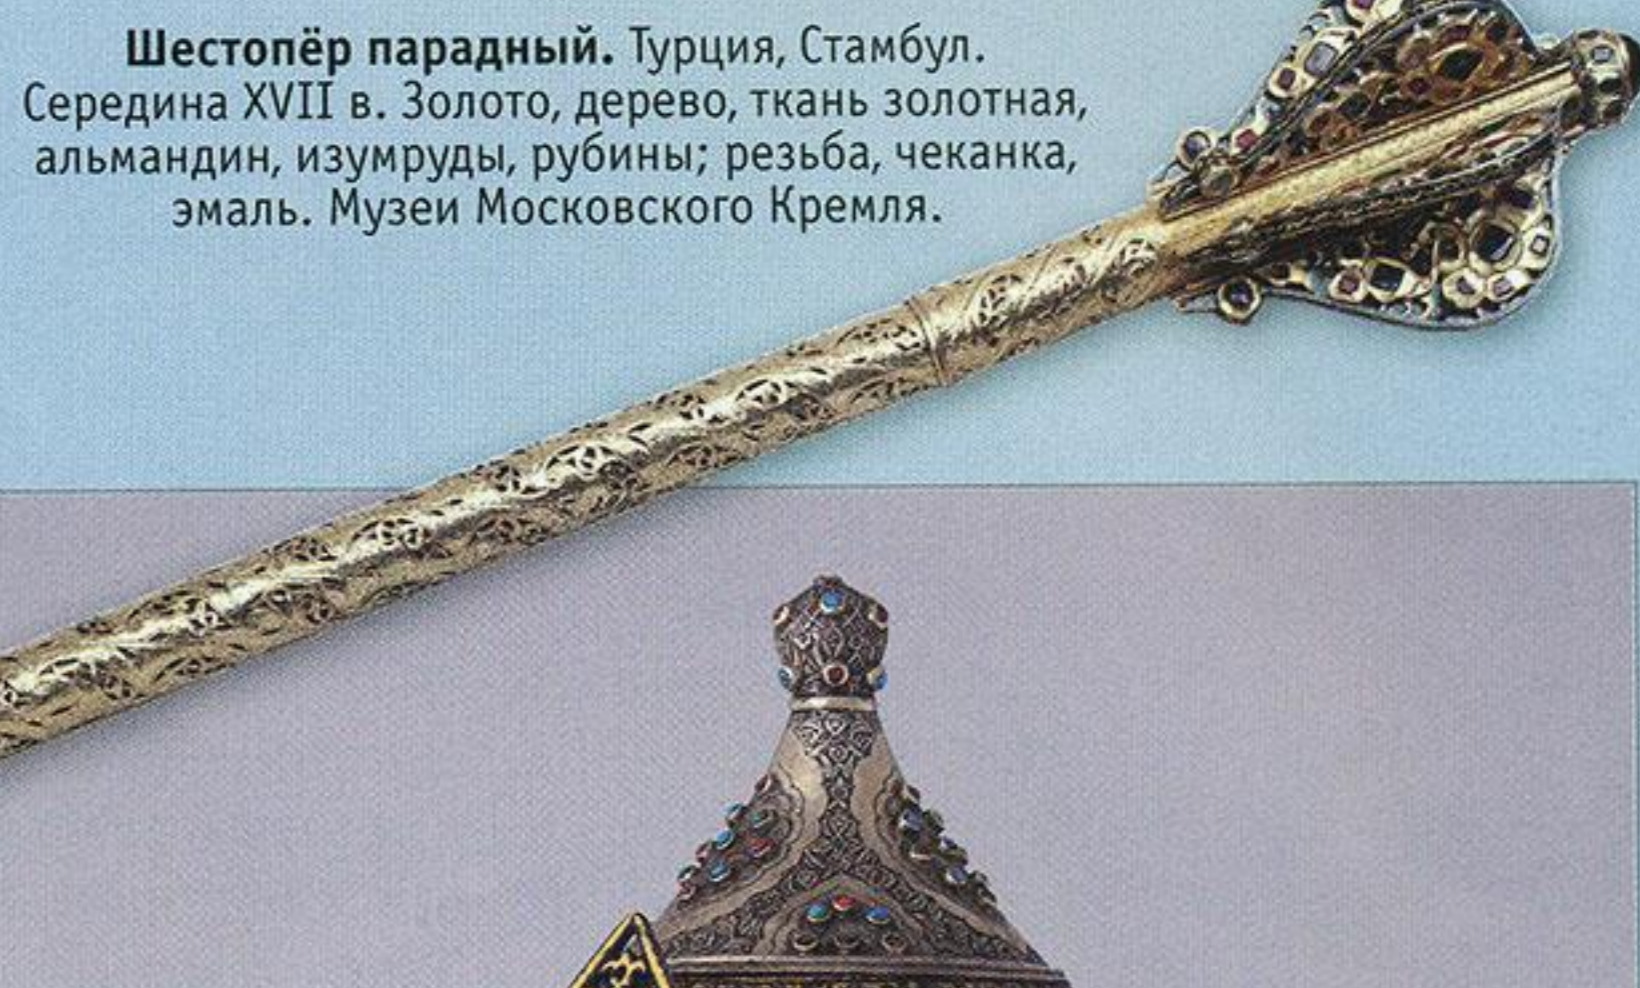 Шестопёр парадный. Турция, Стамбул.
Середина XVII в. Золото, дерево, ткань золотная,
альмандин, изумруды, рубины; резьба, чеканка,
эмаль. Музеи Московского Кремля.